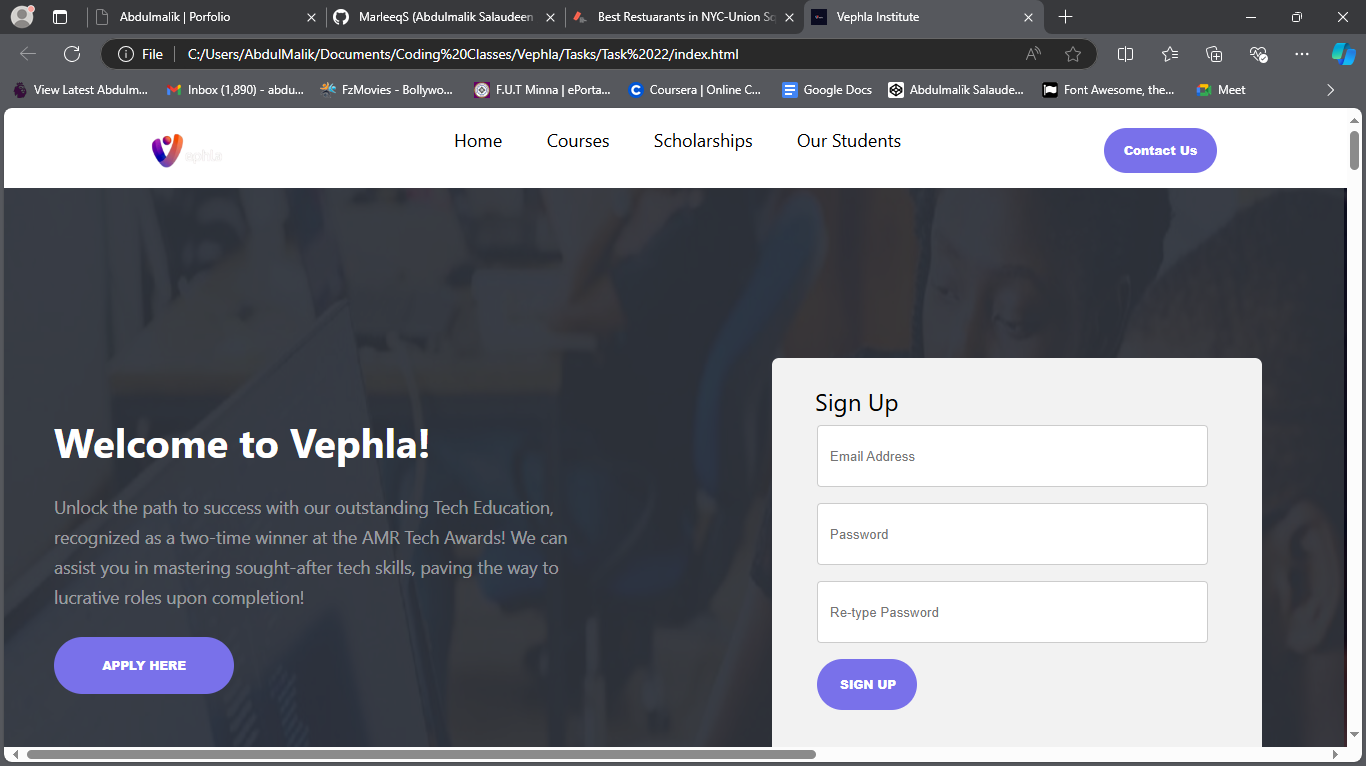 Abdulmalik | Porfolio
MarleeqS (Abdulmalik Salaudeen
Best Restuarants in NYC-Union Sq
Vephla Institute
File
C:/Users/AbdulMalik/Documents/Coding%20Classes/Vephla/Tasks/Task%2022/index.html
View Latest Abdulm...
Inbox (1,890) - abdu...
FzMovies - Bollywo...
F.U.T Minna | ePorta...
Coursera | Online C...
Google Docs
Abdulmalik Salaude...
Font Awesome, the...
Meet
ephla
Home
Courses
Scholarships
Our Students
Contact Us
Welcome to Vephla!
Unlock the path to success with our outstanding Tech Education,
recognized as a two-time winner at the AMR Tech Awards! We can
assist you in mastering sought-after tech skills, paving the way to
lucrative roles upon completion!
APPLY HERE
Sign Up
Email Address
Password
Re-type Password
SIGN UP